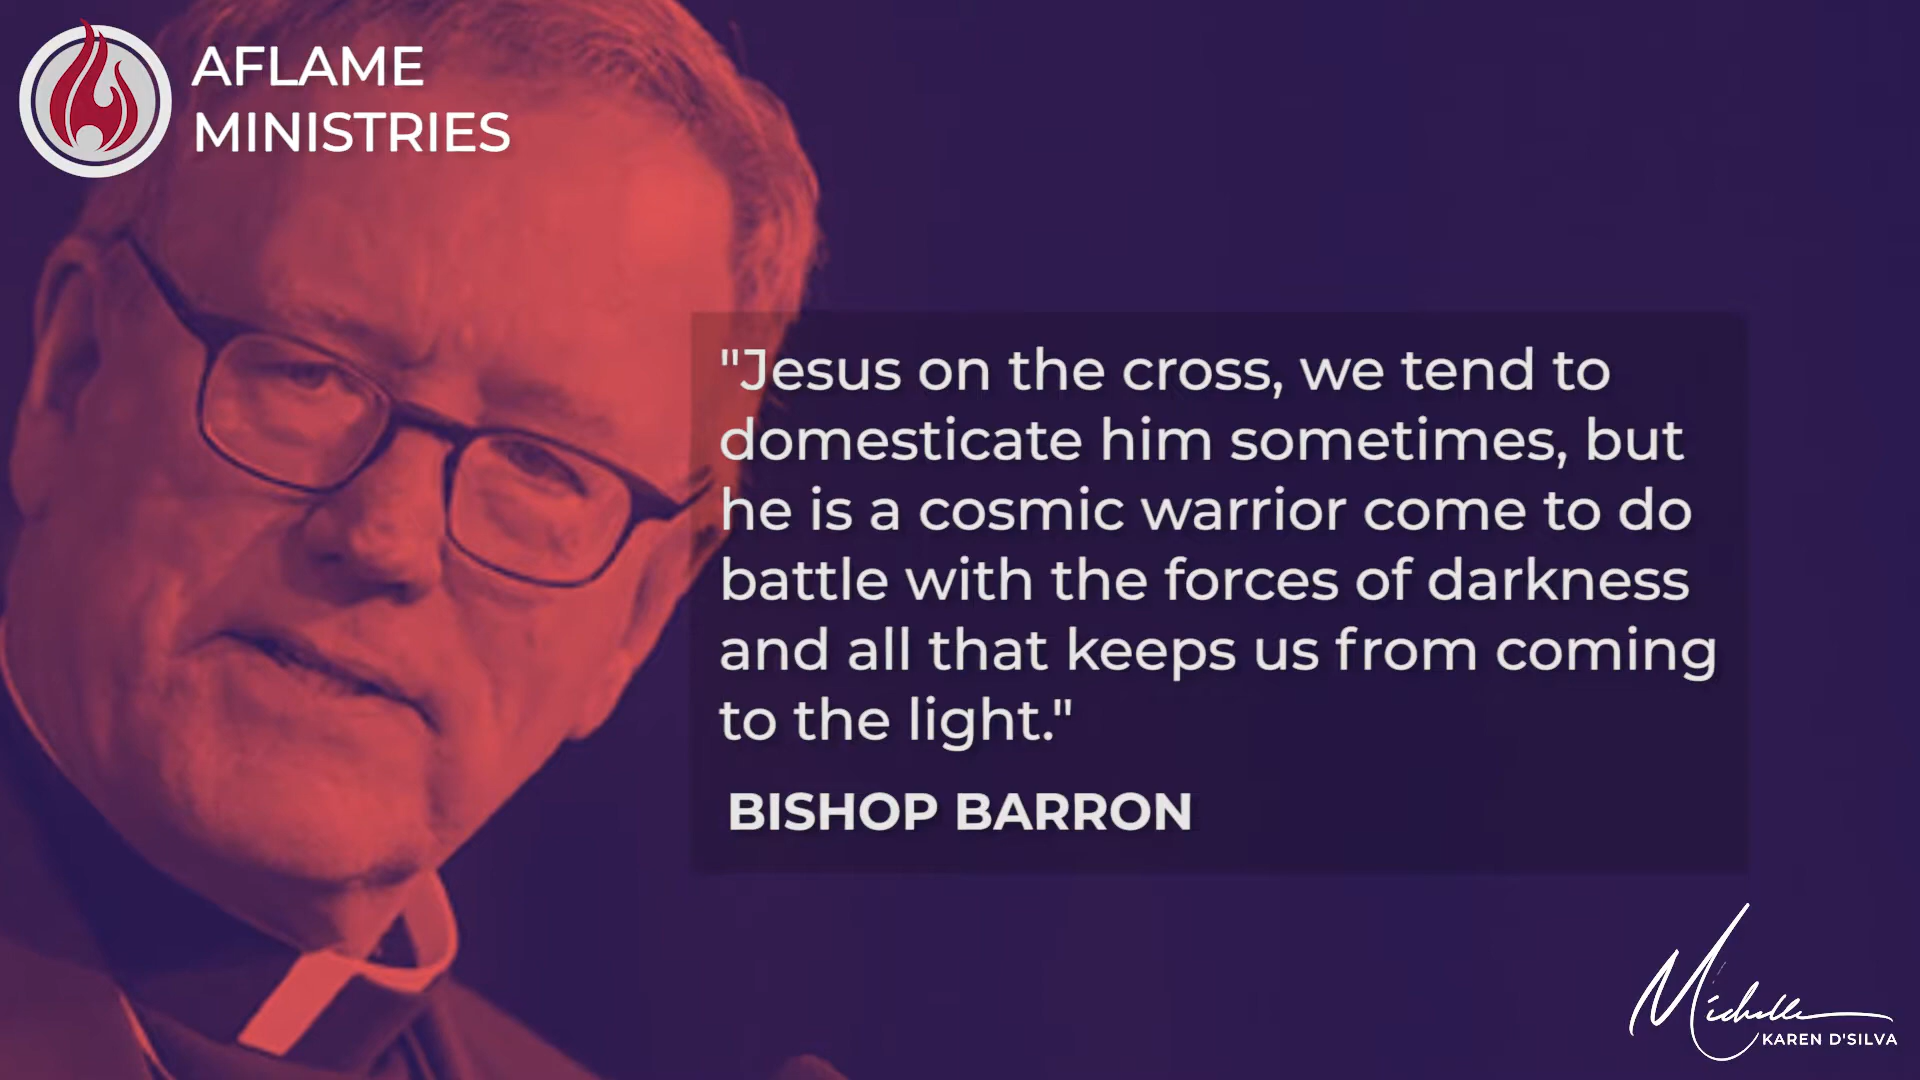 AFLAME
MINISTRIES
"Jesus on the cross, we tend to
domesticate him sometimes, but
he is a cosmic warrior come to do
battle with the forces of darkness
and all that keeps us from coming
to the light."
BISHOP BARRON
Michelle
KAREN D'SILVA